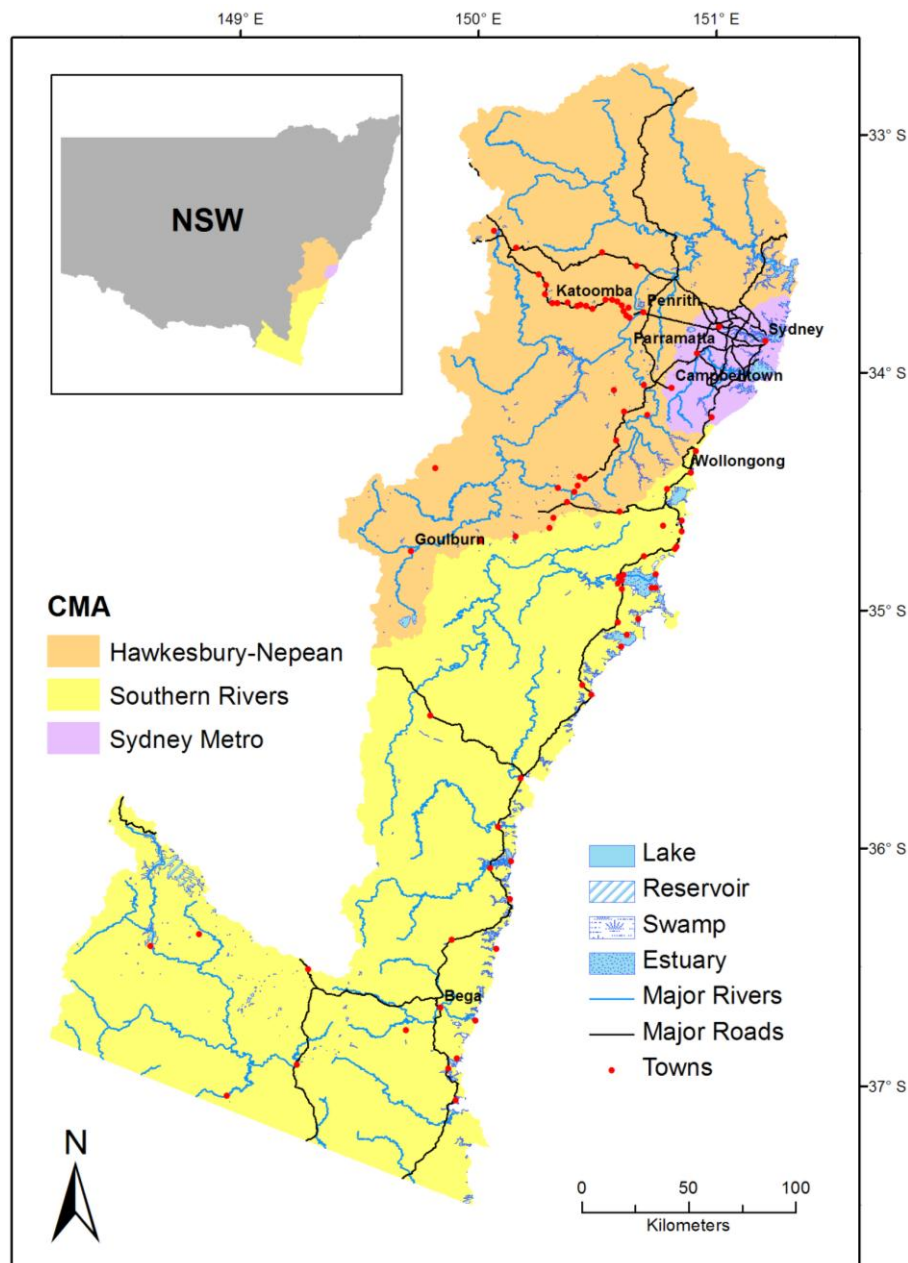 149° E
150° E
151° E
33° S
34° S
35° S
36° S
37° S
NSW
Katoomba
Penrith
Sydney
Parramatta
Campbelltown
Wollongong
Goulburn
Bega
CMA
Hawkesbury-Nepean
Southern Rivers
Sydney Metro
Lake
Reservoir
Swamp
Estuary
Major Rivers
Major Roads
Towns
N
0 50 100
Kilometers